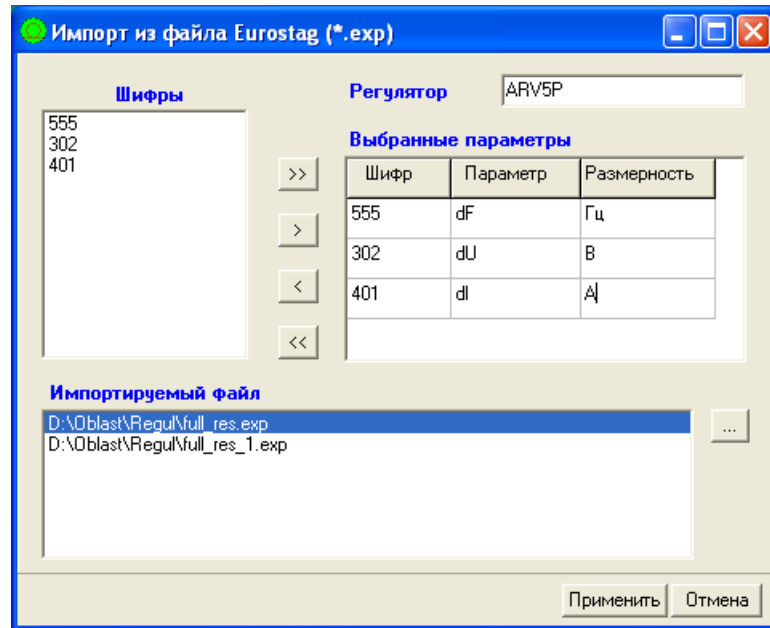 Импорт из файла Eurostag (*.exp)
Шифры
555
302
401
>>
>
<
<<
Регулятор ARV5P
Выбранные параметры
Шифр Параметр Размерность
555 dF Гц
302 dU В
401 dI А
Импортируемый файл
D:\Oblast\Regul\full_res.exp
D:\Oblast\Regul\full_res_1.exp
...
Применить Отмена